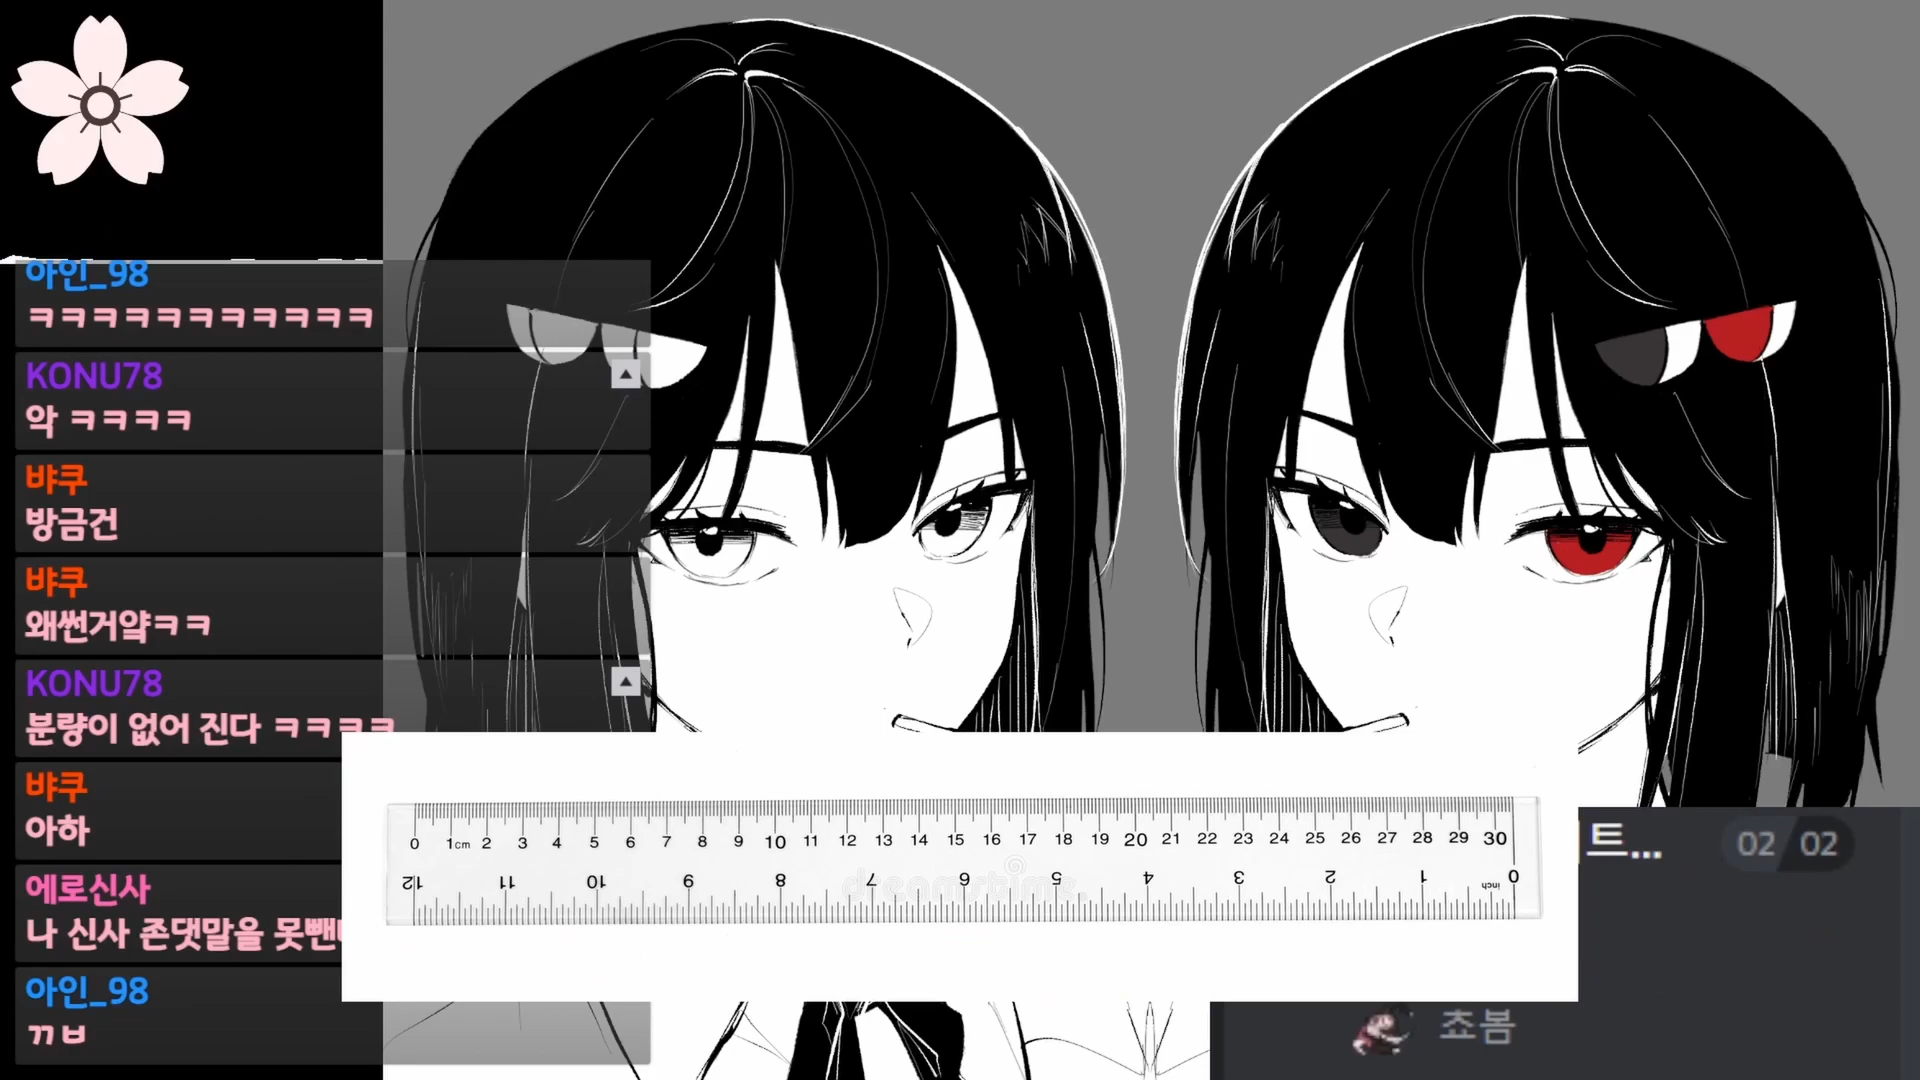 아인_98
ㅋㅋㅋㅋㅋㅋㅋㅋㅋㅋㅋ
KONU78
악 ㅋㅋㅋㅋ
뱌쿠
방금건
뱌쿠
왜썬거얔ㅋㅋ
KONU78
분량이 없어 진다 ㅋㅋㅋㅋ
뱌쿠
아하
에로신사
나 신사 존댓말을 못뺀
아인_98
ㄲㅂ
0 1cm 2 3 4 5 6 7 8 9 10 11 12 13 14 15 16 17 18 19 20 21 22 23 24 25 26 27 28 29 30
12 11 10 9 8 7 6 5 4 3 2 1 inch 0
dreamstime.
트... 02 02
쵸봄